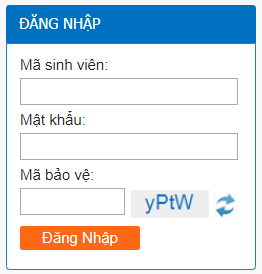 ĐĂNG NHẬP
Mã sinh viên:
Mật khẩu:
Mã bảo vệ:
yPtW
Đăng Nhập